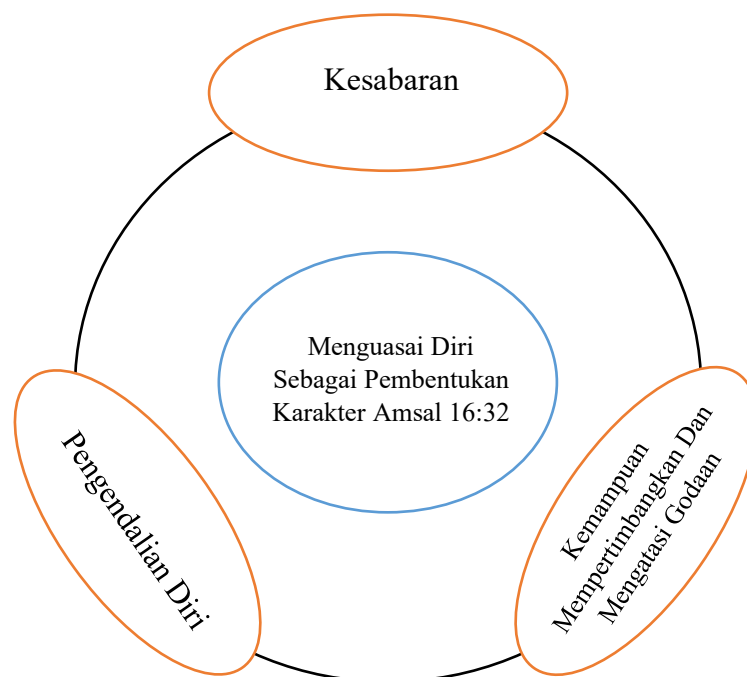 Kesabaran
Menguasai Diri
Sebagai Pembentukan
Karakter Amsal 16:32
Pengendalian Diri
Kemampuan
Mempertimbangkan Dan
Mengatasi Godaan